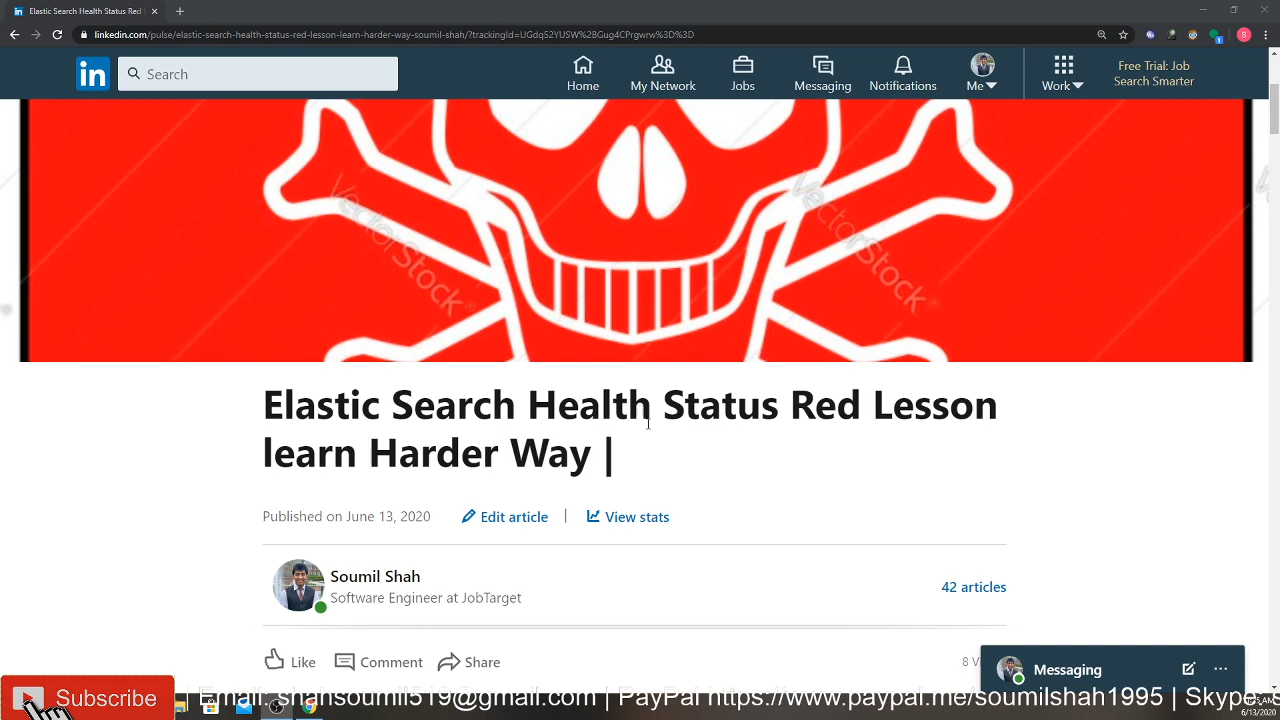 Elastic Search Health Status Red
linkedin.com/pulse/elastic-search-health-status-red-lesson-learn-harder-way-soumil-shah/?trackingId=UGdq52YUSW%2BGug4CPrgwrw%3D%3D
in
Search
Home
My Network
Jobs
Messaging
Notifications
Me
Work
Free Trial: Job
Search Smarter
VectorStock®
VectorStock®
Elastic Search Health Status Red Lesson
learn Harder Way |
Published on June 13, 2020
Edit article
View stats
Soumil Shah
42 articles
Software Engineer at JobTarget
Like
Comment
Share
Messaging
Subscribe
| Email: shahsoumil519@gmail.com | PayPal https://www.paypal.me/soumilshah1995 | Skype:
6/13/2020